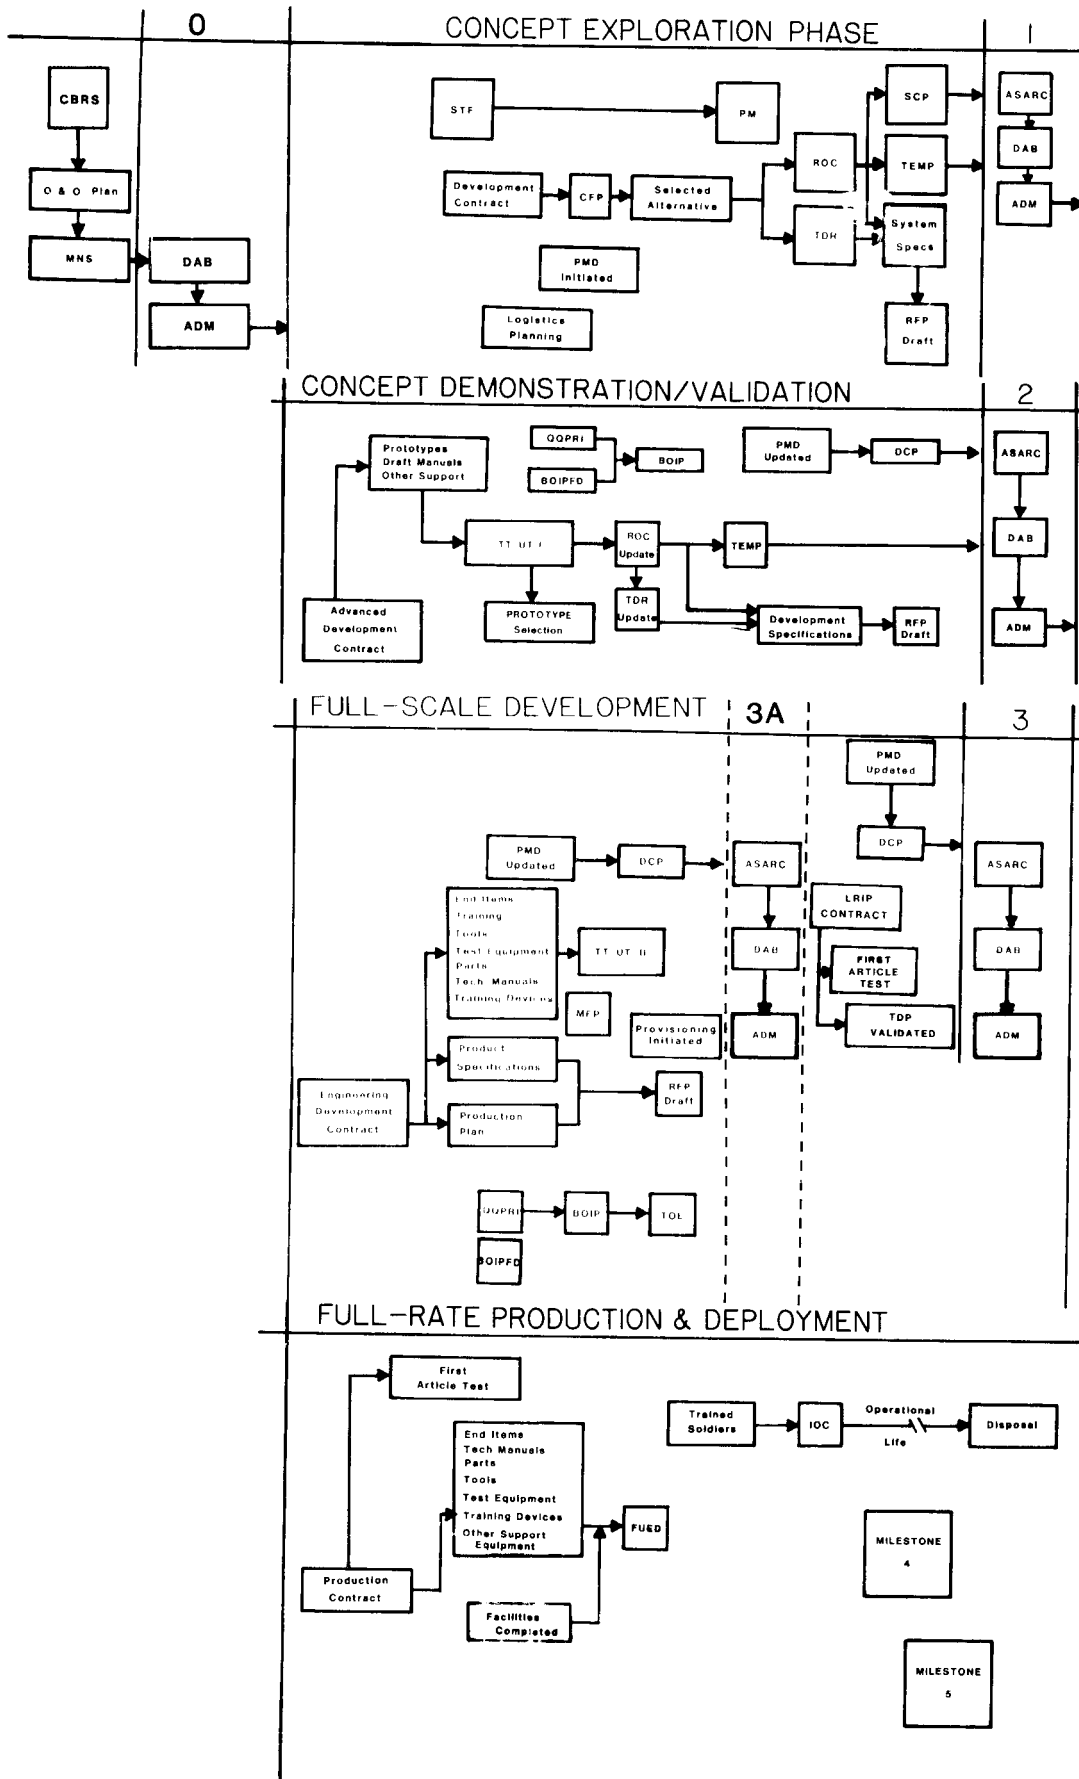 0
CONCEPT EXPLORATION PHASE
1
CBRS
O & O Plan
MNS
DAB
ADM
STF
PM
SCP
ROC
TEMP
Development
Contract
CFP
Selected
Alternative
TDR
System
Specs
PMD
Initiated
Logistics
Planning
RFP
Draft
ASARC
DAB
ADM
CONCEPT DEMONSTRATION/VALIDATION
2
Prototypes
Draft Manuals
Other Support
QQPRI
BOIPFD
BOIP
PMD
Updated
DCP
ASARC
TT UT I
ROC
Update
TEMP
DAB
Advanced
Development
Contract
PROTOTYPE
Selection
TDR
Update
Development
Specifications
RFP
Draft
ADM
FULL-SCALE DEVELOPMENT
3A
3
PMD
Updated
DCP
PMD
Updated
DCP
ASARC
ASARC
End Items
Training
Tools
Test Equipment
Parts
Tech Manuals
Training Devices
TT UT II
LRIP
CONTRACT
DAB
DAB
FIRST
ARTICLE
TEST
MFP
Provisioning
Initiated
ADM
TDP
VALIDATED
ADM
Product
Specifications
Engineering
Development
Contract
Production
Plan
RFP
Draft
QQPRI
BOIP
TOE
BOIPFD
FULL-RATE PRODUCTION & DEPLOYMENT
First
Article Test
Trained
Soldiers
IOC
Operational
Life
Disposal
End Items
Tech Manuals
Parts
Tools
Test Equipment
Training Devices
Other Support
Equipment
FUED
MILESTONE
4
Production
Contract
Facilities
Completed
MILESTONE
5